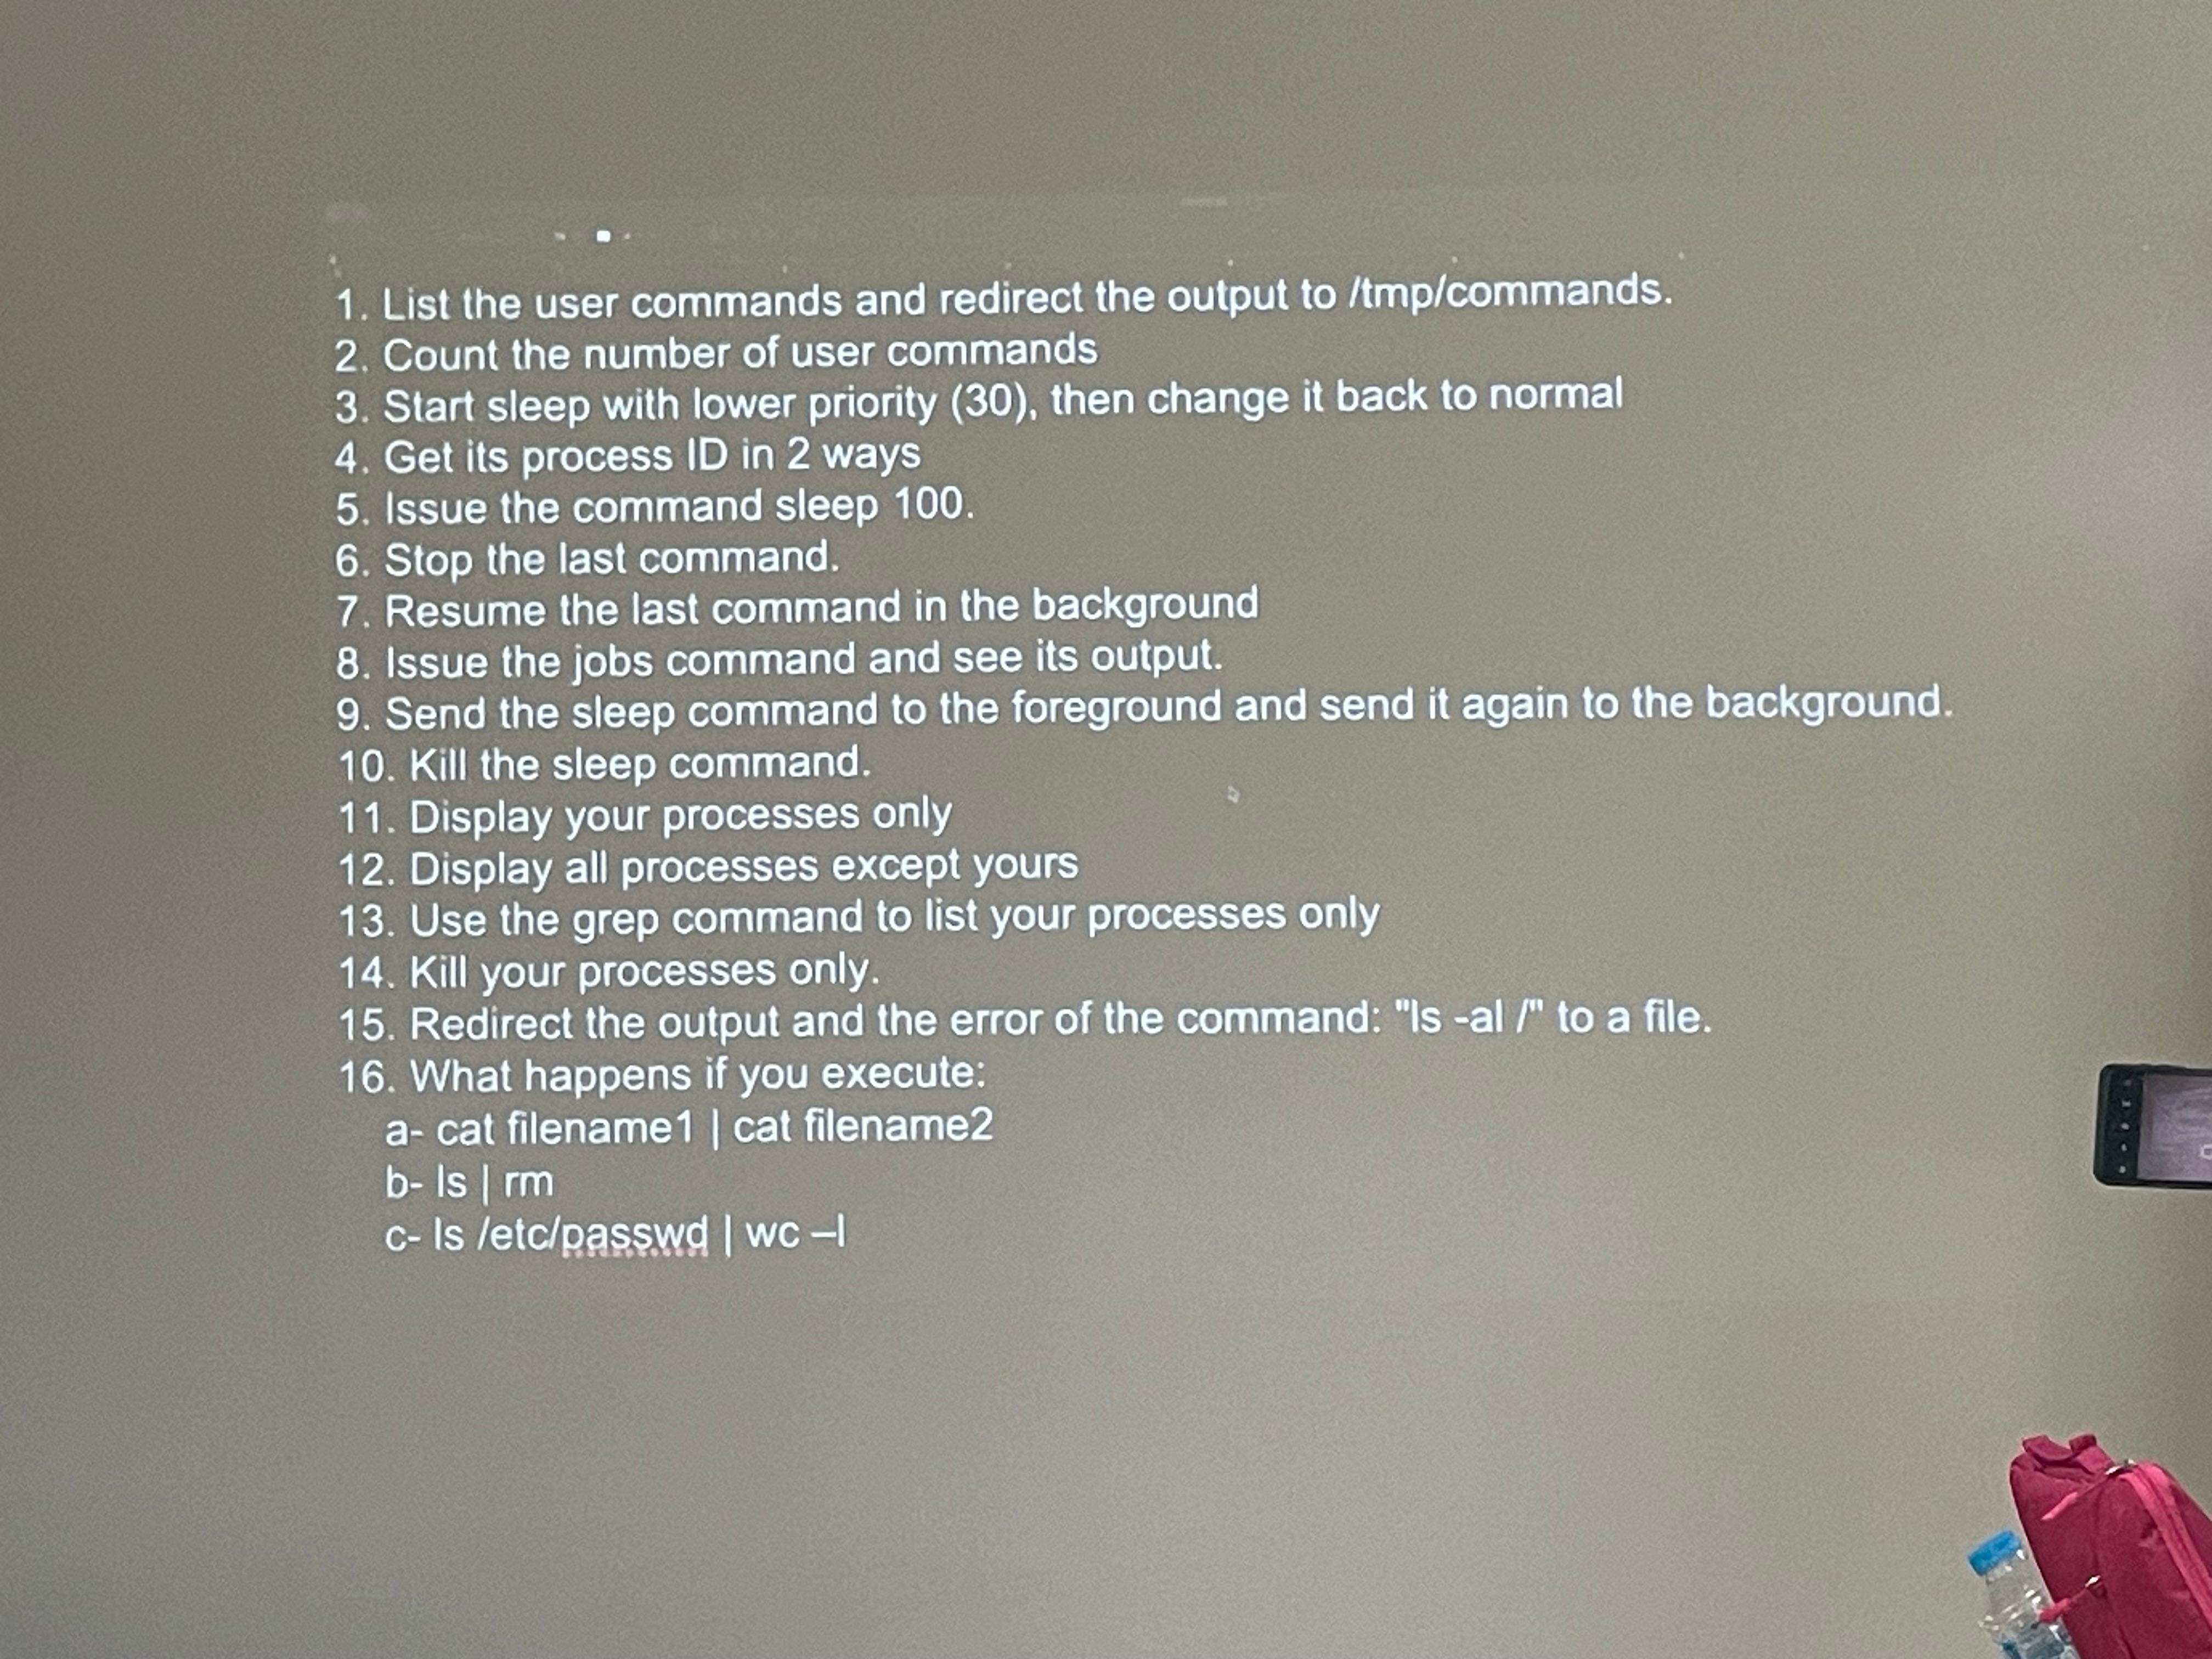 1. List the user commands and redirect the output to /tmp/commands.
2. Count the number of user commands
3. Start sleep with lower priority (30), then change it back to normal
4. Get its process ID in 2 ways
5. Issue the command sleep 100.
6. Stop the last command.
7. Resume the last command in the background
8. Issue the jobs command and see its output.
9. Send the sleep command to the foreground and send it again to the background.
10. Kill the sleep command.
11. Display your processes only
12. Display all processes except yours
13. Use the grep command to list your processes only
14. Kill your processes only.
15. Redirect the output and the error of the command: "ls -al /" to a file.
16. What happens if you execute:
a- cat filename1 | cat filename2
b- ls | rm
c- ls /etc/passwd | wc –l